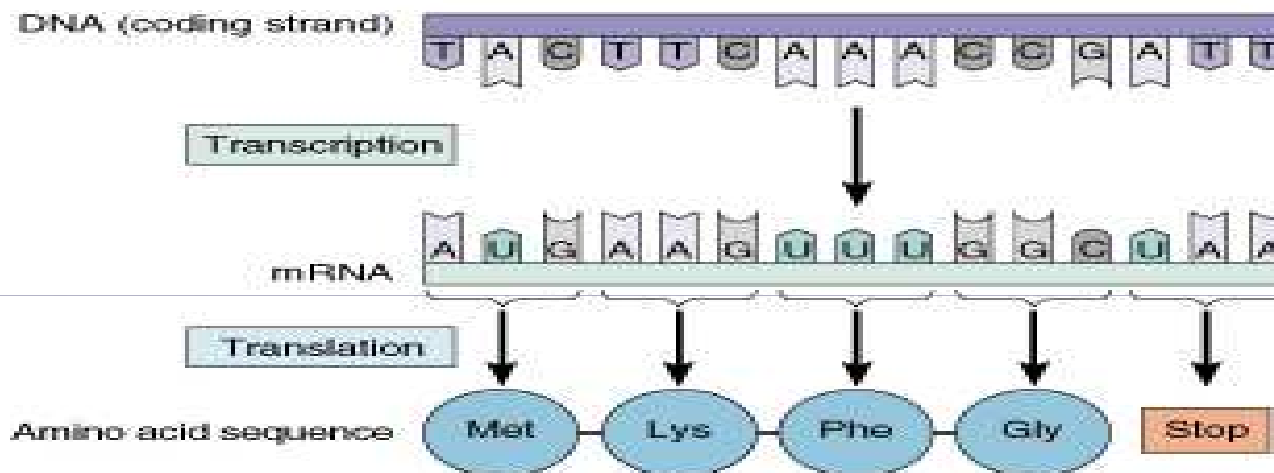 DNA (coding strand)
T A C T T C A A A C C G A T T
Transcription
A U G A A G U U U G G C U A A
mRNA
Translation
Amino acid sequence Met Lys Phe Gly Stop